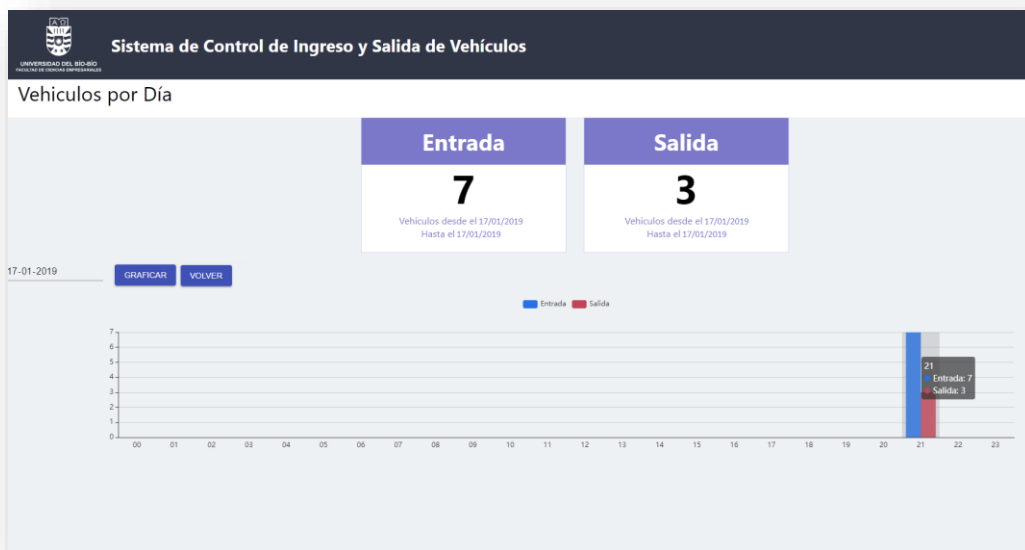 UNIVERSIDAD DEL BÍO-BÍO
FACULTAD DE CIENCIAS EMPRESARIALES
Sistema de Control de Ingreso y Salida de Vehículos
Vehiculos por Día
Entrada
7
Vehiculos desde el 17/01/2019
Hasta el 17/01/2019
Salida
3
Vehiculos desde el 17/01/2019
Hasta el 17/01/2019
17-01-2019
GRAFICAR
VOLVER
Entrada Salida
7
6
5
4
3
2
1
0
21
Entrada: 7
Salida: 3
00 01 02 03 04 05 06 07 08 09 10 11 12 13 14 15 16 17 18 19 20 21 22 23